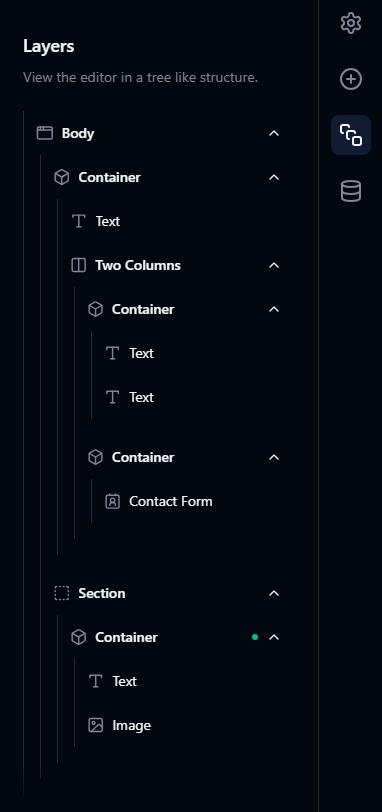 Layers
View the editor in a tree like structure.
Body
Container
Text
Two Columns
Container
Text
Text
Container
Contact Form
Section
Container
Text
Image